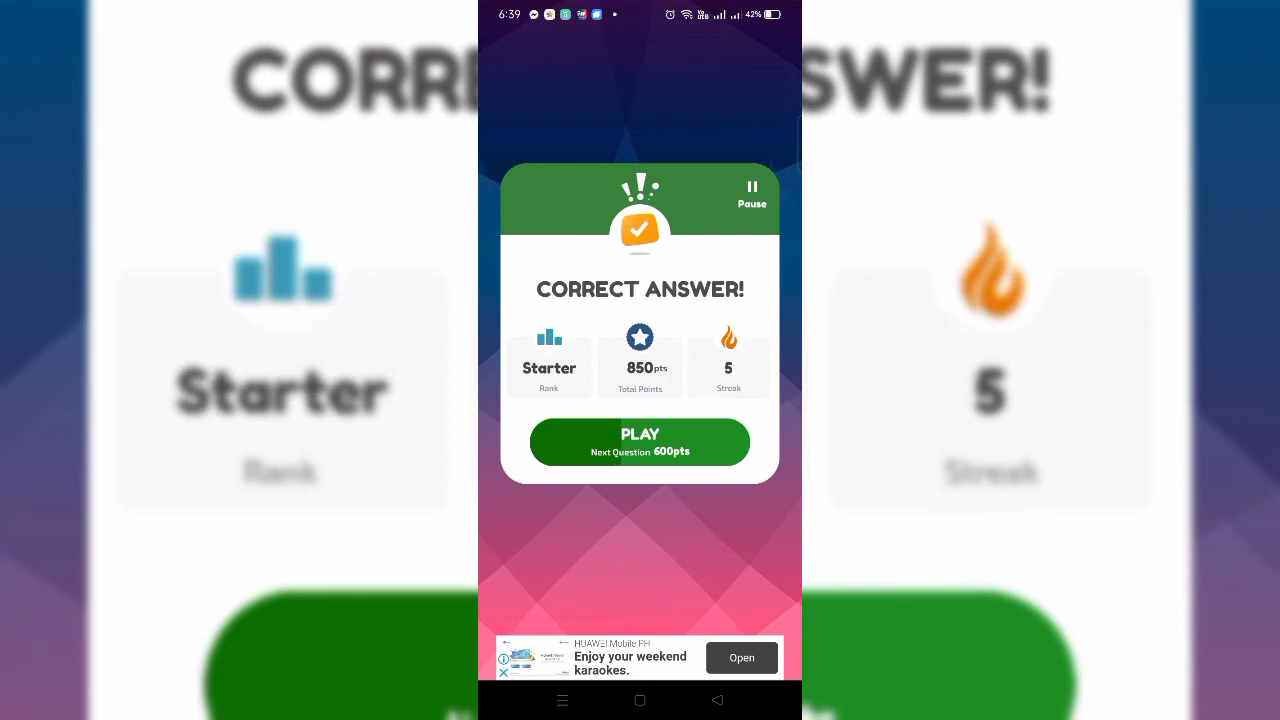 6:39
42%
Pause
CORRECT ANSWER!
Starter
Rank
850pts
Total Points
5
Streak
PLAY
Next Question 600pts
HUAWEI Mobile PH
Enjoy your weekend
karaokes.
Open
CORRE
SWER!
Starter
Rank
5
Streak